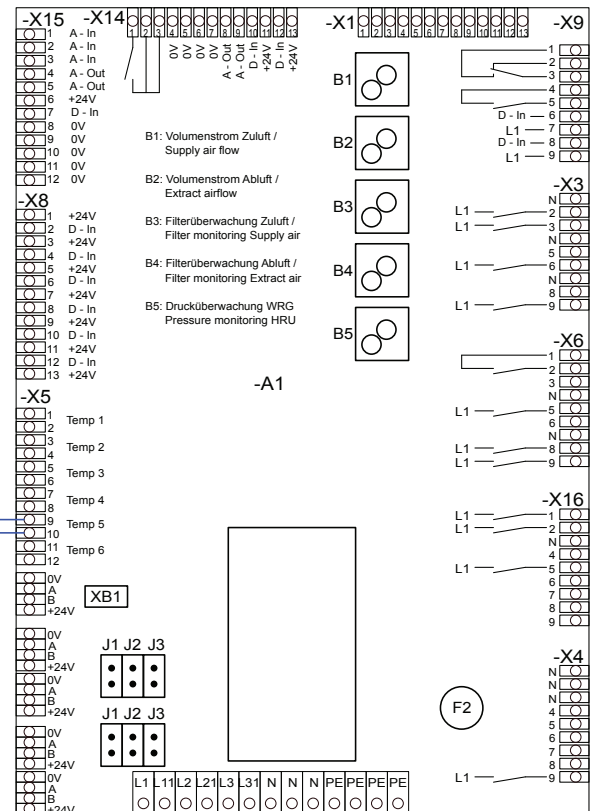 -X15
1 A - In
2 A - In
3 A - In
4 A - Out
5 A - Out
6 +24V
7 D - In
8 0V
9 0V
10 0V
11 0V
12 0V
-X14
1 2 3 4 5 6 7 8 9 10 11 12 13
0V
0V
0V
0V
A - Out
A - Out
D - In
+24V
D - In
+24V
-X1
1 2 3 4 5 6 7 8 9 10 11 12 13
-X9
1
2
3
4
5
D - In 6
L1 7
D - In 8
L1 9
B1
B2
B3
B4
B5
B1: Volumenstrom Zuluft /
Supply air flow
B2: Volumenstrom Abluft /
Extract airflow
B3: Filterüberwachung Zuluft /
Filter monitoring Supply air
B4: Filterüberwachung Abluft /
Filter monitoring Extract air
B5: Drucküberwachung WRG
Pressure monitoring HRU
-X8
1 +24V
2 D - In
3 +24V
4 D - In
5 +24V
6 D - In
7 +24V
8 D - In
9 +24V
10 D - In
11 +24V
12 D - In
13 +24V
-X3
N
L1 2
L1 3
N
5
L1 6
N
8
L1 9
-A1
-X6
1
2
3
N
L1 5
6
N
L1 8
L1 9
-X5
1
2
Temp 1
3
4
Temp 2
5
6
Temp 3
7
8
Temp 4
9
10
Temp 5
11
12
Temp 6
-X16
L1 1
L1 2
N
4
L1 5
6
7
8
9
0V
A
B
+24V
XB1
0V
A
B
+24V
J1 J2 J3
0V
A
B
+24V
J1 J2 J3
0V
A
B
+24V
0V
A
B
+24V
F2
-X4
N
N
N
4
5
6
7
8
L1 9
L1 L11 L2 L21 L3 L31 N N N PE PE PE PE